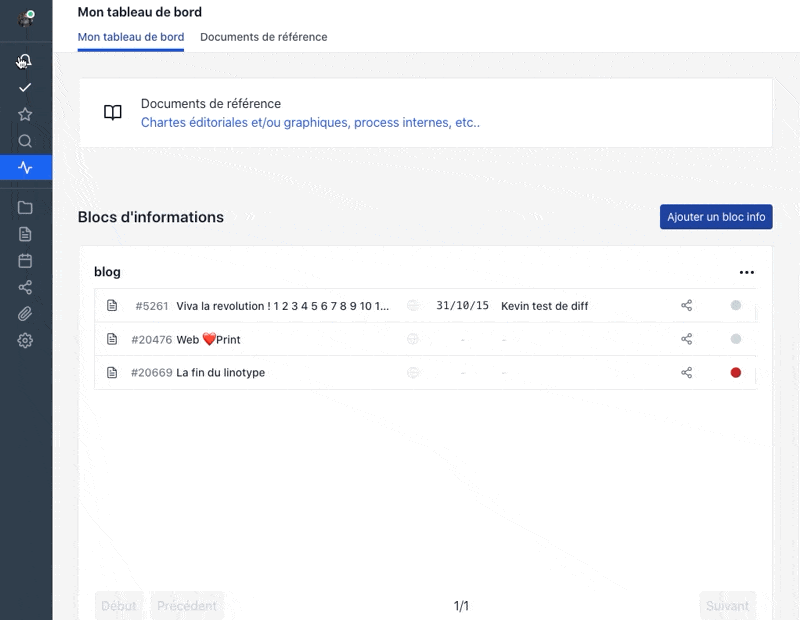 Mon tableau de bord
Mon tableau de bord Documents de référence
Documents de référence
Chartes éditoriales et/ou graphiques, process internes, etc..
Blocs d'informations
Ajouter un bloc info
blog
#5261 Viva la revolution ! 1 2 3 4 5 6 7 8 9 10 1... 31/10/15 Kevin test de diff
#20476 Web ❤️Print - -
#20669 La fin du linotype - -
Début Précédent 1/1 Suivant